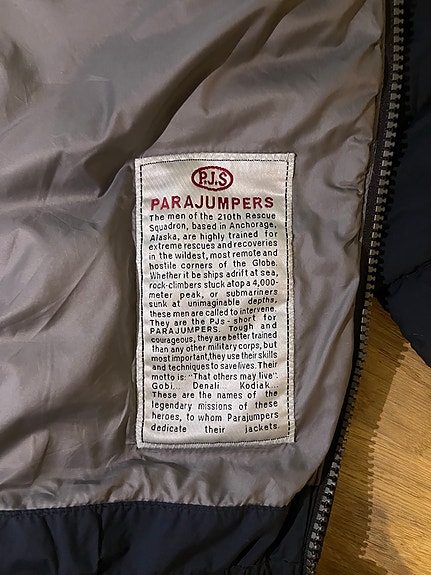 P.J.S
PARAJUMPERS
The men of the 210th Rescue
Squadron, based in Anchorage,
Alaska, are highly trained for
extreme rescues and recoveries
in the wildest, most remote and
hostile corners of the Globe.
Whether it be ships adrift at sea,
rock-climbers stuck atop a 4,000-
meter peak, or submariners
sunk at unimaginable depths,
these men are called to intervene.
They are the PJs - short for
PARAJUMPERS. Tough and
courageous, they are better trained
than any other military corps, but
most important, they use their skills
and techniques to save lives. Their
motto is: "That others may live".
Gobi... Denali... Kodiak...
These are the names of the
legendary missions of these
heroes, to whom Parajumpers
dedicate their jackets.